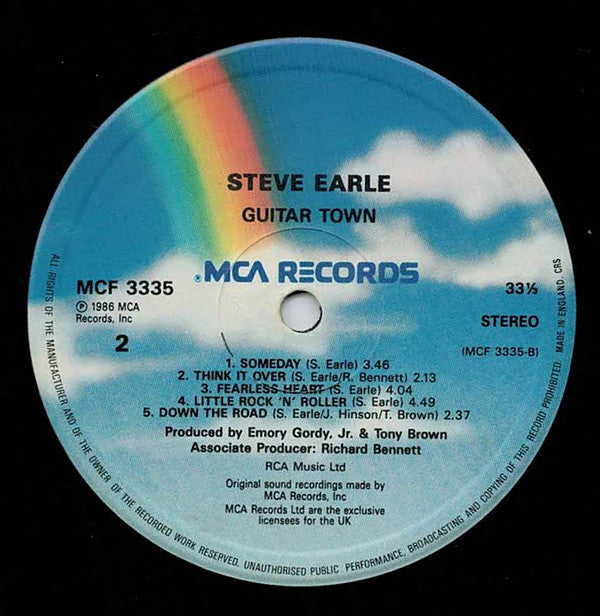 STEVE EARLE
GUITAR TOWN
MCA RECORDS
MCF 3335
℗ 1986 MCA
Records, Inc
2
33⅓
STEREO
(MCF 3335-B)
1. SOMEDAY (S. Earle) 3.46
2. THINK IT OVER (S. Earle/R. Bennett) 2.13
3. FEARLESS HEART (S. Earle) 4.04
4. LITTLE ROCK 'N' ROLLER (S. Earle) 4.49
5. DOWN THE ROAD (S. Earle/J. Hinson/T. Brown) 2.37
Produced by Emory Gordy, Jr. & Tony Brown
Associate Producer: Richard Bennett
RCA Music Ltd
Original sound recordings made by
MCA Records, Inc
MCA Records Ltd are the exclusive
licensees for the UK
ALL RIGHTS OF THE MANUFACTURER AND OF THE OWNER OF THE RECORDED WORK RESERVED. UNAUTHORISED PUBLIC PERFORMANCE, BROADCASTING AND COPYING OF THIS RECORD PROHIBITED. MADE IN ENGLAND. CRS